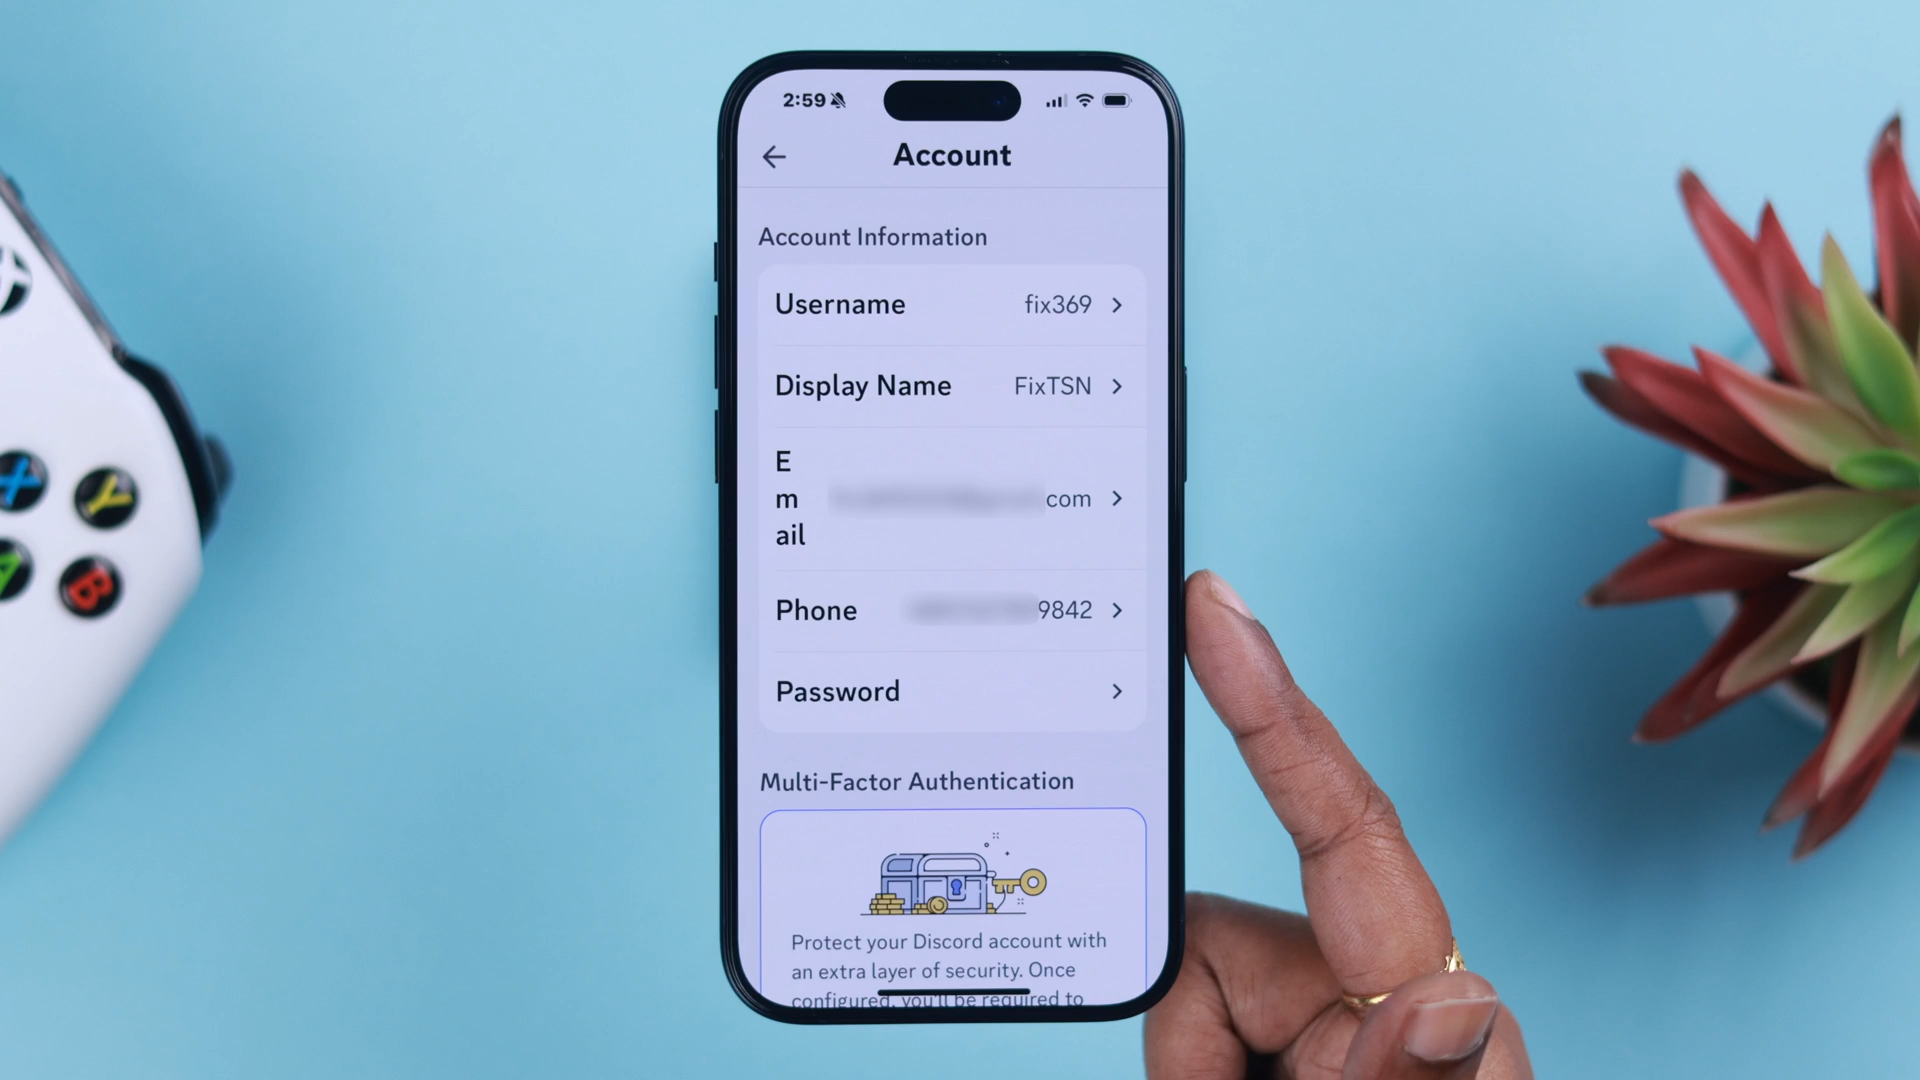 2:59
Account
Account Information
Username fix369
Display Name FixTSN
E
m
ail
com
Phone 9842
Password
Multi-Factor Authentication
Protect your Discord account with
an extra layer of security. Once
configured, you'll be required to
X
Y
A
B